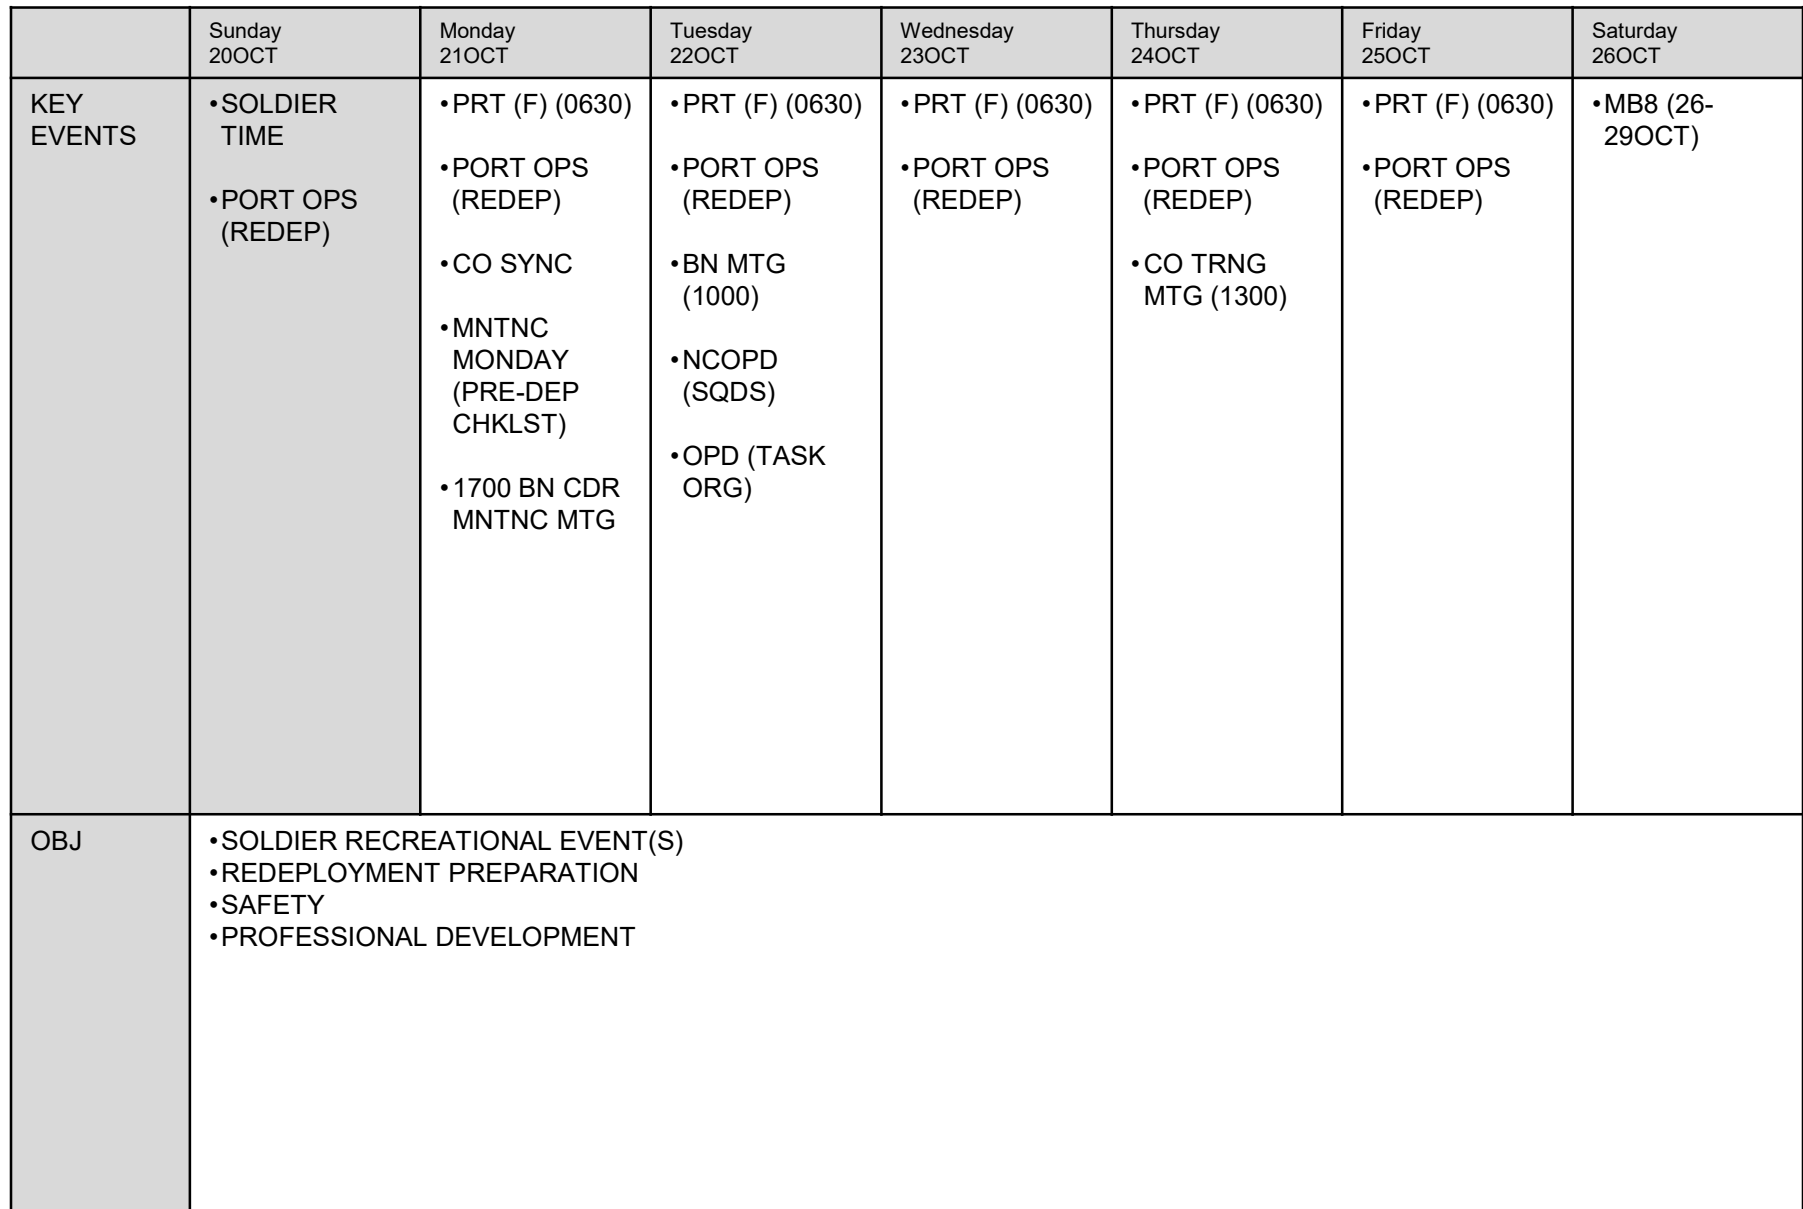 Sunday
20OCT
Monday
21OCT
Tuesday
22OCT
Wednesday
23OCT
Thursday
24OCT
Friday
25OCT
Saturday
26OCT
KEY
EVENTS
•SOLDIER
TIME
•PORT OPS
(REDEP)
•PRT (F) (0630)
•PORT OPS
(REDEP)
•CO SYNC
•MNTNC
MONDAY
(PRE-DEP
CHKLST)
•1700 BN CDR
MNTNC MTG
•PRT (F) (0630)
•PORT OPS
(REDEP)
•BN MTG
(1000)
•NCOPD
(SQDS)
•OPD (TASK
ORG)
•PRT (F) (0630)
•PORT OPS
(REDEP)
•PRT (F) (0630)
•PORT OPS
(REDEP)
•CO TRNG
MTG (1300)
•PRT (F) (0630)
•PORT OPS
(REDEP)
•MB8 (26-
29OCT)
OBJ
•SOLDIER RECREATIONAL EVENT(S)
•REDEPLOYMENT PREPARATION
•SAFETY
•PROFESSIONAL DEVELOPMENT